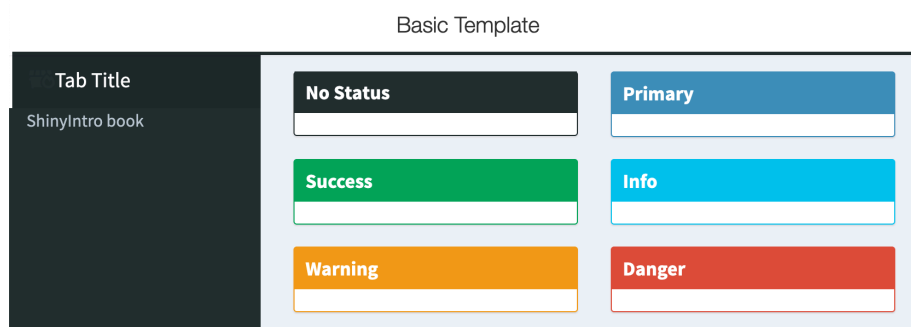 Basic Template
Tab Title
ShinyIntro book
No Status
Primary
Success
Info
Warning
Danger